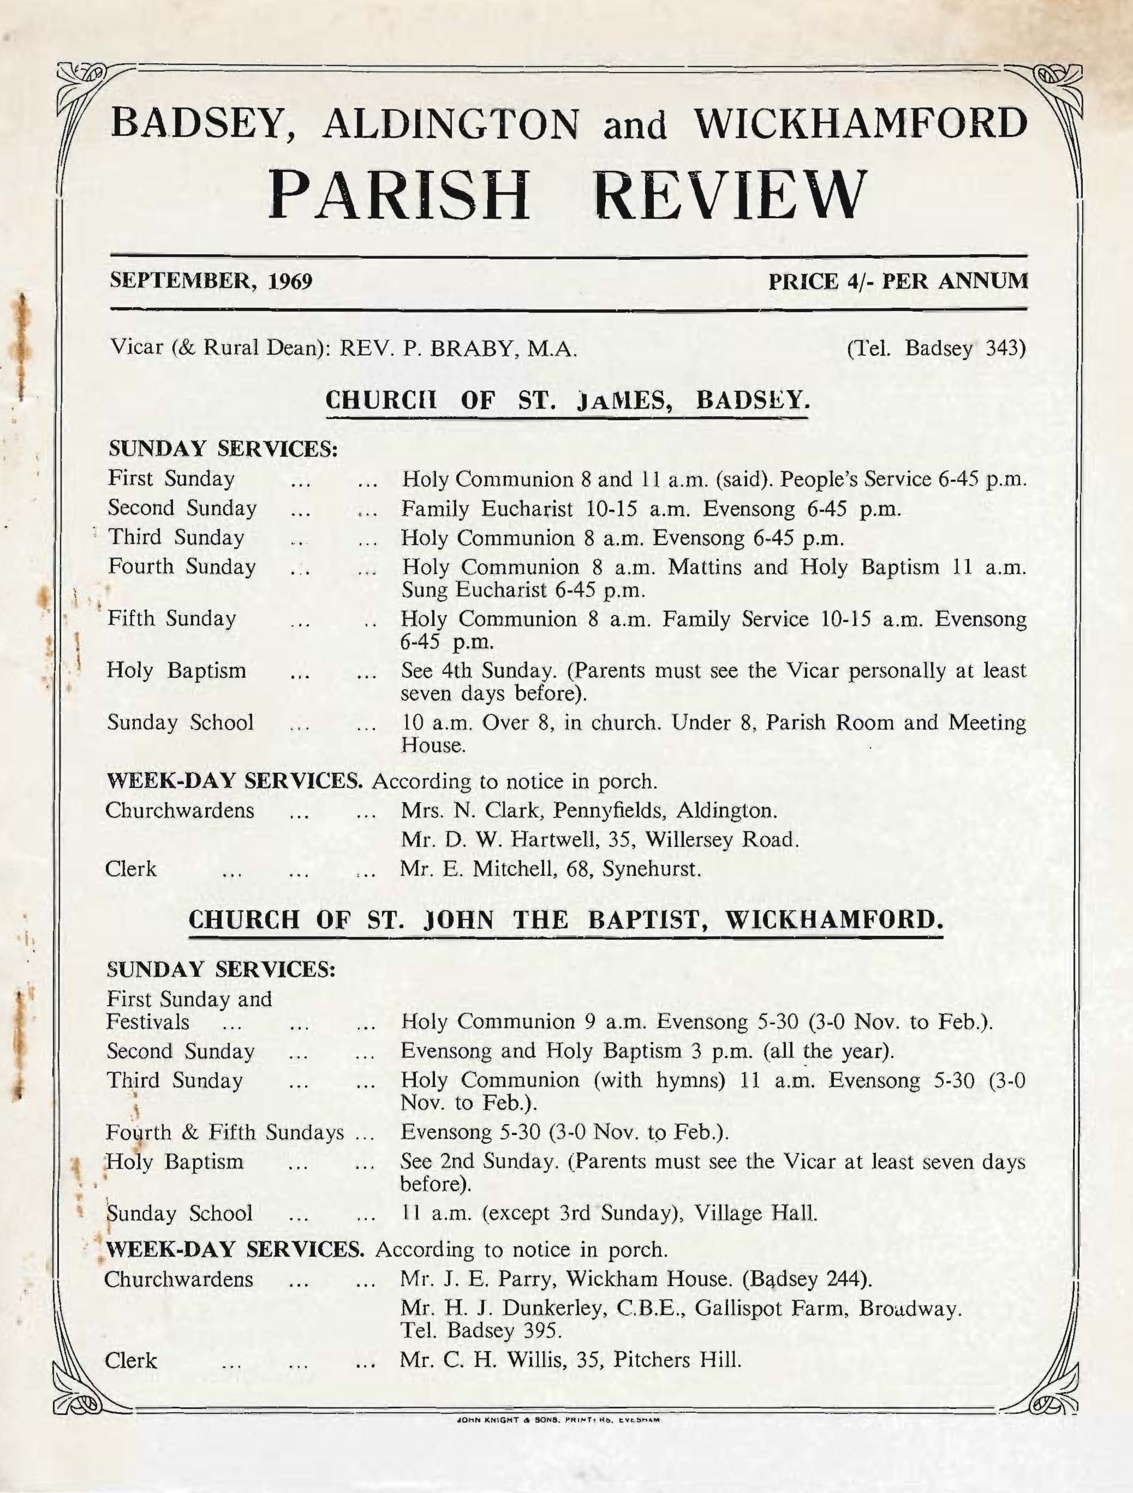 BADSEY, ALDINGTON and WICKHAMFORD
PARISH REVIEW
SEPTEMBER, 1969 PRICE 4/- PER ANNUM
Vicar (& Rural Dean): REV. P. BRABY, M.A. (Tel. Badsey 343)
CHURCH OF ST. JAMES, BADSEY.
SUNDAY SERVICES:
First Sunday ... ... Holy Communion 8 and 11 a.m. (said). People's Service 6-45 p.m.
Second Sunday ... ... Family Eucharist 10-15 a.m. Evensong 6-45 p.m.
Third Sunday .. ... Holy Communion 8 a.m. Evensong 6-45 p.m.
Fourth Sunday ... ... Holy Communion 8 a.m. Mattins and Holy Baptism 11 a.m.
Sung Eucharist 6-45 p.m.
Fifth Sunday ... .. Holy Communion 8 a.m. Family Service 10-15 a.m. Evensong
6-45 p.m.
Holy Baptism ... ... See 4th Sunday. (Parents must see the Vicar personally at least
seven days before).
Sunday School ... ... 10 a.m. Over 8, in church. Under 8, Parish Room and Meeting
House.
WEEK-DAY SERVICES. According to notice in porch.
Churchwardens ... ... Mrs. N. Clark, Pennyfields, Aldington.
Mr. D. W. Hartwell, 35, Willersey Road.
Clerk ... ... ... Mr. E. Mitchell, 68, Synehurst.
CHURCH OF ST. JOHN THE BAPTIST, WICKHAMFORD.
SUNDAY SERVICES:
First Sunday and
Festivals ... ... ... Holy Communion 9 a.m. Evensong 5-30 (3-0 Nov. to Feb.).
Second Sunday ... ... Evensong and Holy Baptism 3 p.m. (all the year).
Third Sunday ... ... Holy Communion (with hymns) 11 a.m. Evensong 5-30 (3-0
Nov. to Feb.).
Fourth & Fifth Sundays ... Evensong 5-30 (3-0 Nov. to Feb.).
Holy Baptism ... ... See 2nd Sunday. (Parents must see the Vicar at least seven days
before).
Sunday School ... ... 11 a.m. (except 3rd Sunday), Village Hall.
WEEK-DAY SERVICES. According to notice in porch.
Churchwardens ... ... Mr. J. E. Parry, Wickham House. (Badsey 244).
Mr. H. J. Dunkerley, C.B.E., Gallispot Farm, Broadway.
Tel. Badsey 395.
Clerk ... ... ... Mr. C. H. Willis, 35, Pitchers Hill.
JOHN KNIGHT & SONS, PRINTERS, EVESHAM